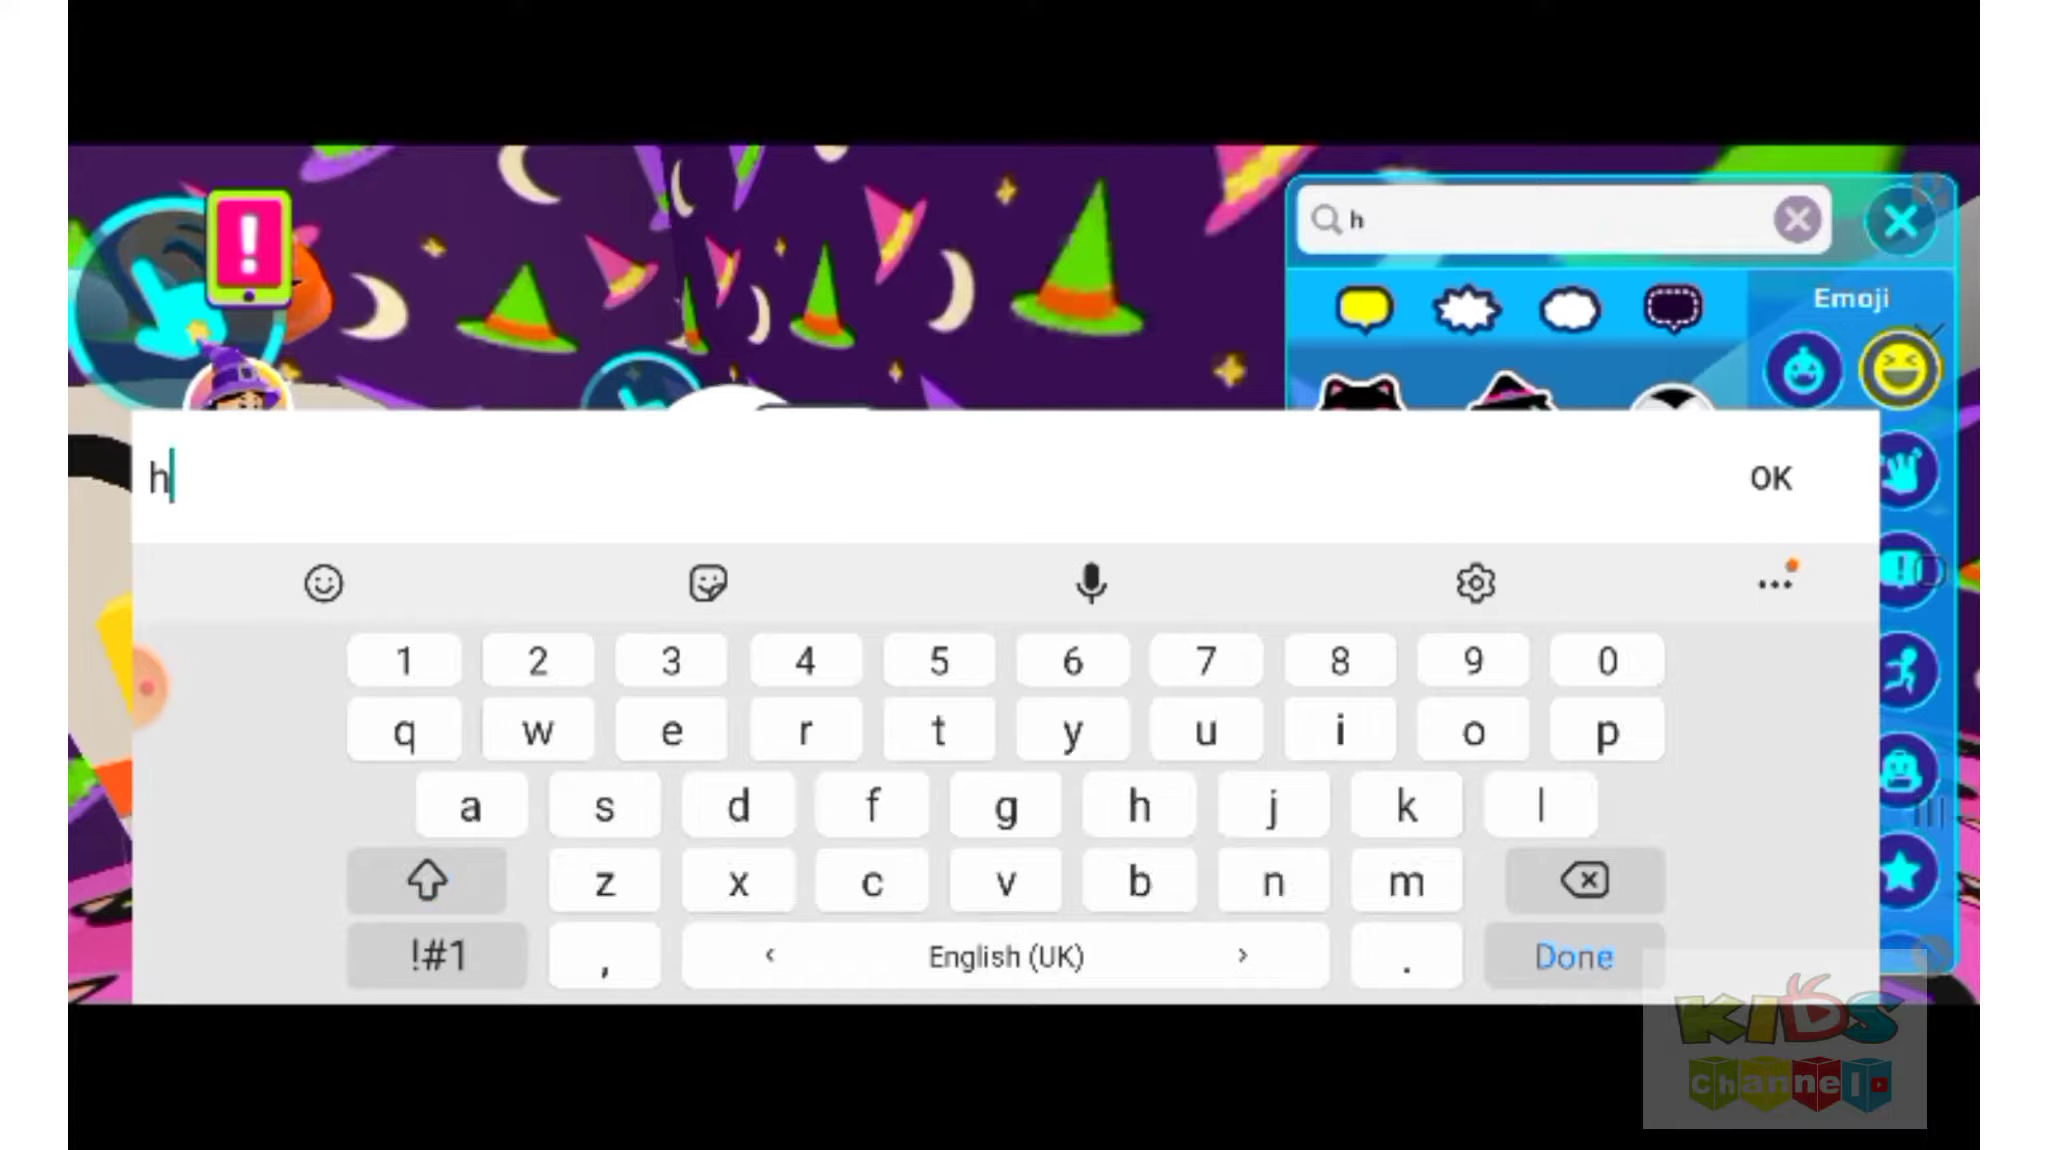 h
Emoji
h
OK
1 2 3 4 5 6 7 8 9 0
q w e r t y u i o p
a s d f g h j k l
z x c v b n m
!#1 , < English (UK) > . Done
KIDS
Channel